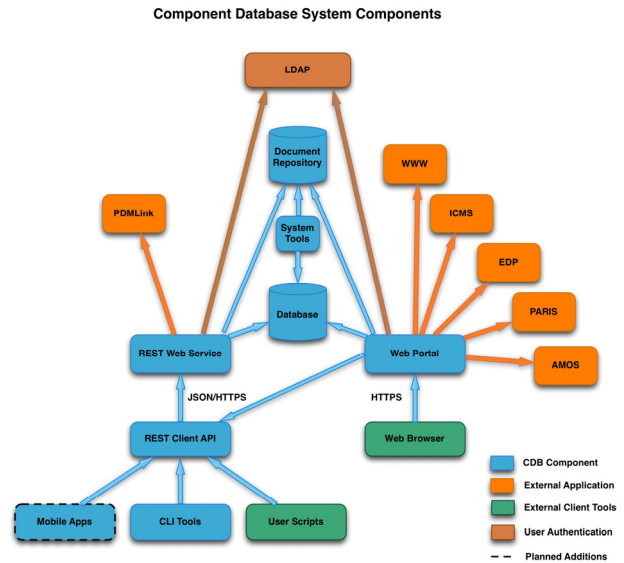 Component Database System Components
LDAP
Document
Repository
WWW
PDMLink
ICMS
System
Tools
EDP
Database
PARIS
REST Web Service
Web Portal
AMOS
JSON/HTTPS
HTTPS
REST Client API
Web Browser
CDB Component
External Application
Mobile Apps
CLI Tools
User Scripts
External Client Tools
User Authentication
Planned Additions